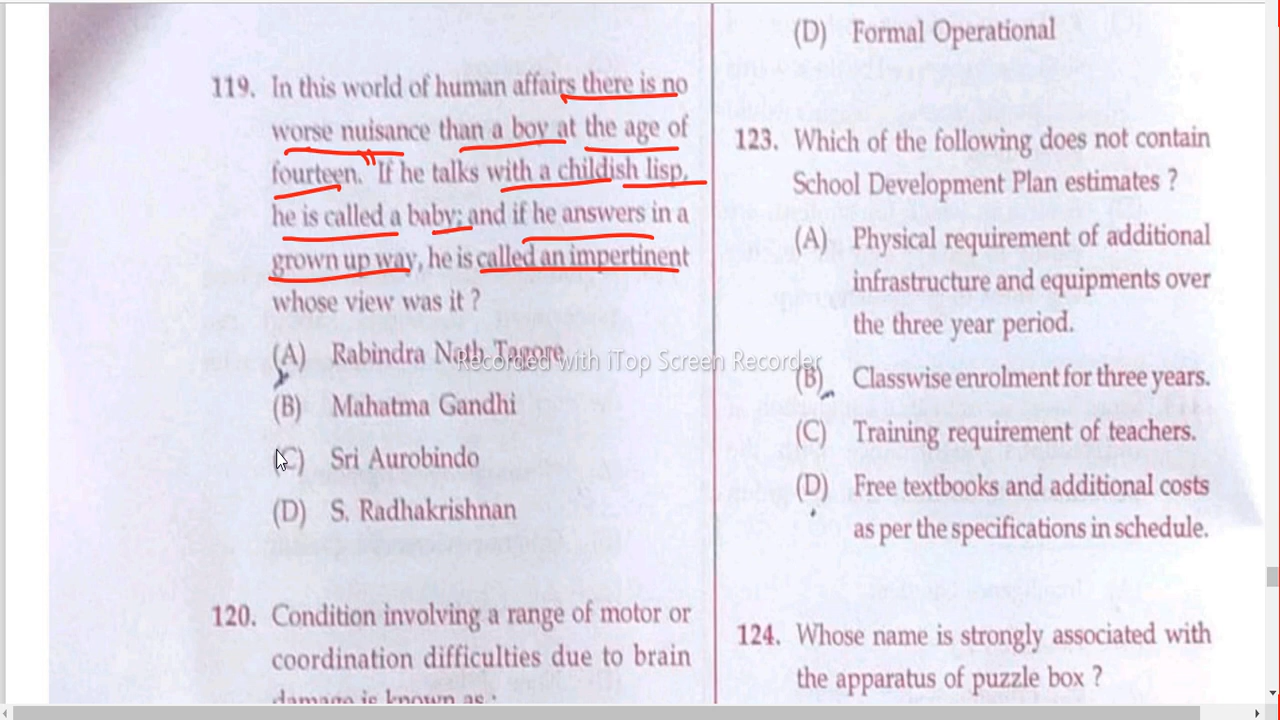 119. In this world of human affairs there is no
worse nuisance than a boy at the age of
fourteen. If he talks with a childish lisp,
he is called a baby; and if he answers in a
grown up way, he is called an impertinent
whose view was it ?
(A) Rabindra Nath Tagore
(B) Mahatma Gandhi
(C) Sri Aurobindo
(D) S. Radhakrishnan
120. Condition involving a range of motor or
coordination difficulties due to brain
damage is known as :
(D) Formal Operational
123. Which of the following does not contain
School Development Plan estimates ?
(A) Physical requirement of additional
infrastructure and equipments over
the three year period.
(B) Classwise enrolment for three years.
(C) Training requirement of teachers.
(D) Free textbooks and additional costs
as per the specifications in schedule.
124. Whose name is strongly associated with
the apparatus of puzzle box ?
Recorded with iTop Screen Recorder